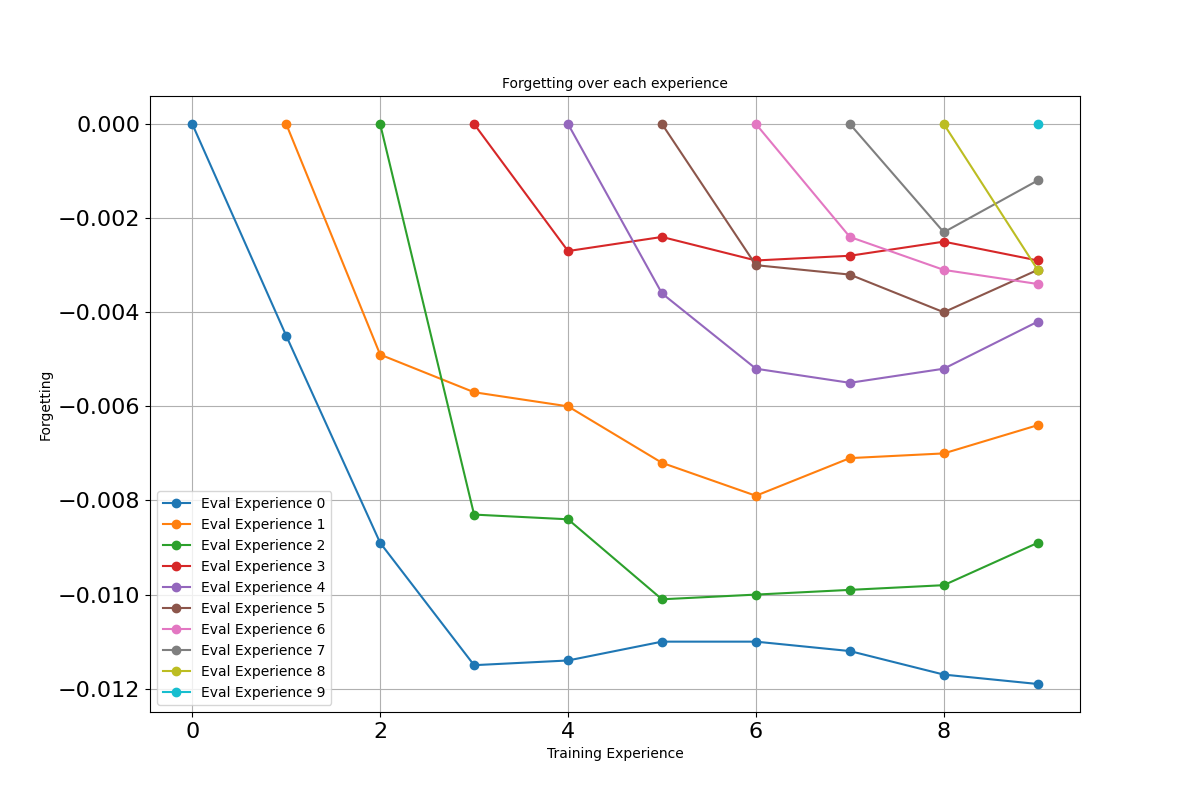 Forgetting over each experience
Forgetting
0.000
−0.002
−0.004
−0.006
−0.008
−0.010
−0.012
Eval Experience 0
Eval Experience 1
Eval Experience 2
Eval Experience 3
Eval Experience 4
Eval Experience 5
Eval Experience 6
Eval Experience 7
Eval Experience 8
Eval Experience 9
0 2 4 6 8
Training Experience